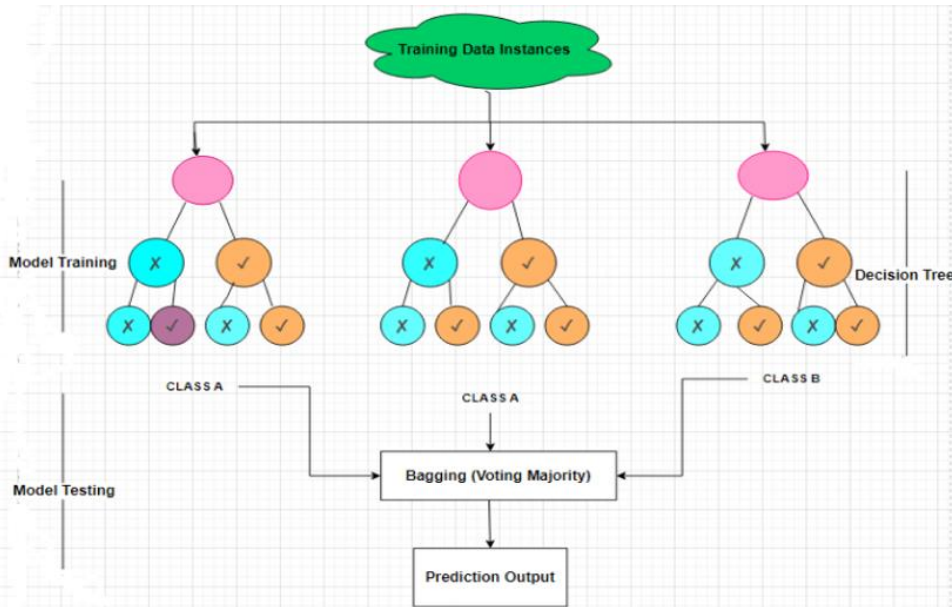 Training Data Instances
Model Training
✗
✓
✗
✓
✗
✓
Decision Tree
✗
✓
✗
✓
✗
✓
✗
✓
✗
✓
✗
✓
CLASS A
CLASS A
CLASS B
Bagging (Voting Majority)
Model Testing
Prediction Output